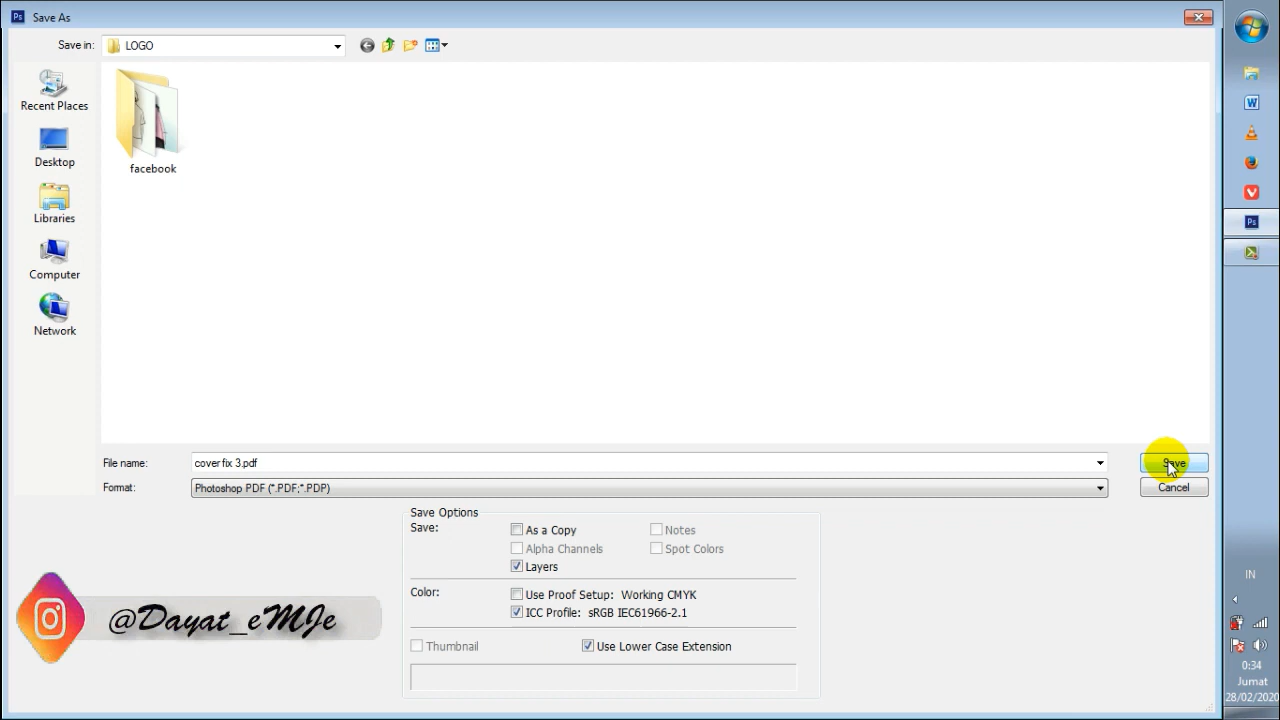 Ps Save As
Save in: LOGO
Recent Places
Desktop
Libraries
Computer
Network
facebook
File name: cover fix 3.pdf
Save
Format: Photoshop PDF (*.PDF;*.PDP)
Cancel
Save Options
Save:
As a Copy
Notes
Alpha Channels
Spot Colors
Layers
Color:
Use Proof Setup: Working CMYK
ICC Profile: sRGB IEC61966-2.1
Thumbnail
Use Lower Case Extension
@Dayat_eMJe
W
Ps
IN
0:34
Jumat
28/02/2020